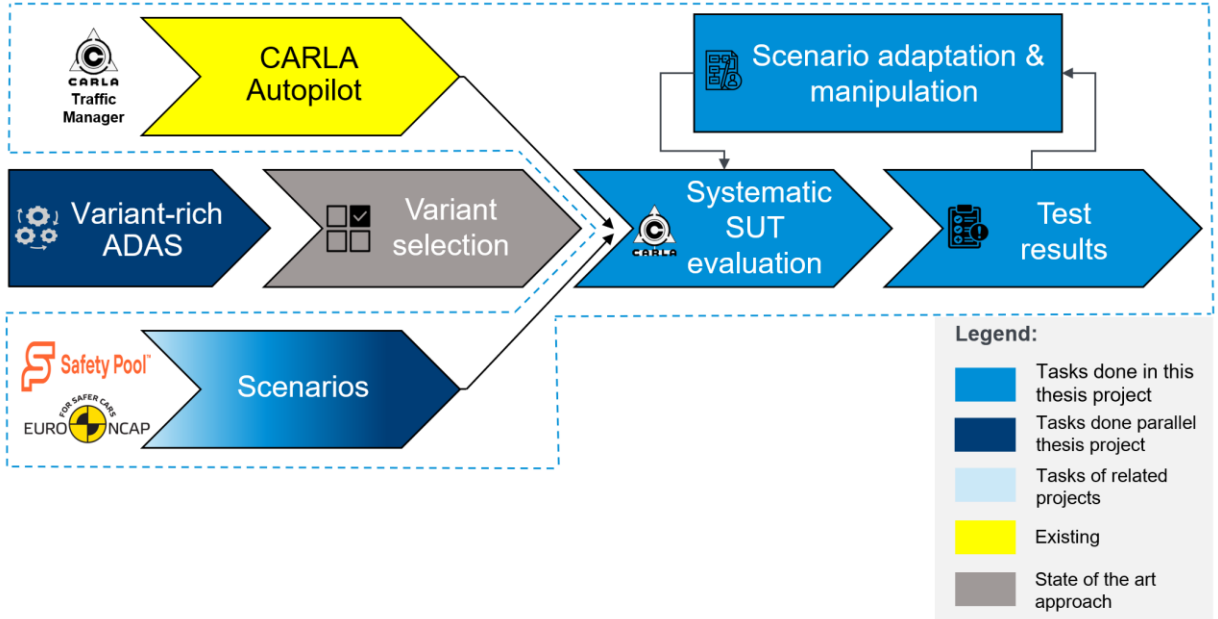 CARLA
Traffic
Manager
CARLA
Autopilot
Scenario adaptation &
manipulation
Variant-rich
ADAS
Variant
selection
CARLA
Systematic
SUT
evaluation
Test
results
Safety Pool™
FOR SAFER CARS
EURO NCAP
Scenarios
Legend:
Tasks done in this
thesis project
Tasks done parallel
thesis project
Tasks of related
projects
Existing
State of the art
approach